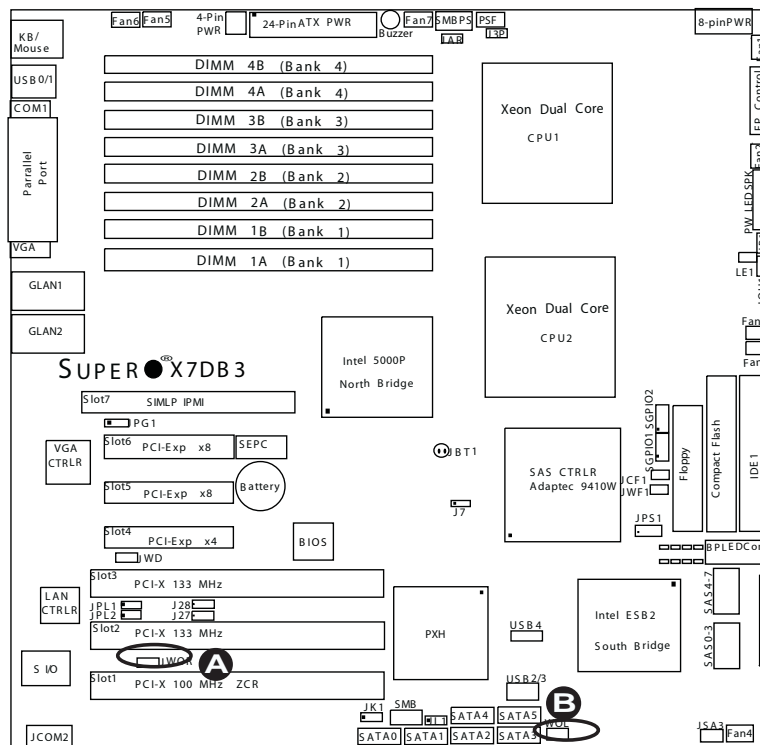 Fan6 Fan5 4-Pin PWR 24-Pin ATX PWR Buzzer Fan7 SMBPS PSF 8-pinPWR
JAR J3P
KB/ Mouse
USB0/1
COM1
Parrallel Port
VGA
GLAN1
GLAN2
DIMM 4B (Bank 4)
DIMM 4A (Bank 4)
DIMM 3B (Bank 3)
DIMM 3A (Bank 3)
DIMM 2B (Bank 2)
DIMM 2A (Bank 2)
DIMM 1B (Bank 1)
DIMM 1A (Bank 1)
Xeon Dual Core
CPU1
Xeon Dual Core
CPU2
FP Control
PW LED SPK
LE1
Fan
Fan
Intel 5000P
North Bridge
SUPER ® X7DB3
Slot7 SIMLP IPMI
JPG1
Slot6 PCI-Exp x8 SEPC
VGA CTRLR
Battery
Slot5 PCI-Exp x8
Slot4 PCI-Exp x4
JWD
BIOS
JBT1
J7
SAS CTRLR
Adaptec 9410W
SGPIO1 SGPIO2
JCF1
JWF1
Floppy
Compact Flash
IDE1
JPS1
BPLEDCon
Slot3 PCI-X 133 MHz
LAN CTRLR
JPL1 J28
JPL2 J27
Slot2 PCI-X 133 MHz
S I/O
JWOR A
Slot1 PCI-X 100 MHz ZCR
PXH
USB4
Intel ESB2
South Bridge
SAS4-7
SAS0-3
USB2/3
B
JCOM2
JK1 SMB JL1 SATA4 SATA5 WOL
SATA0 SATA1 SATA2 SATA3
JSA3 Fan4